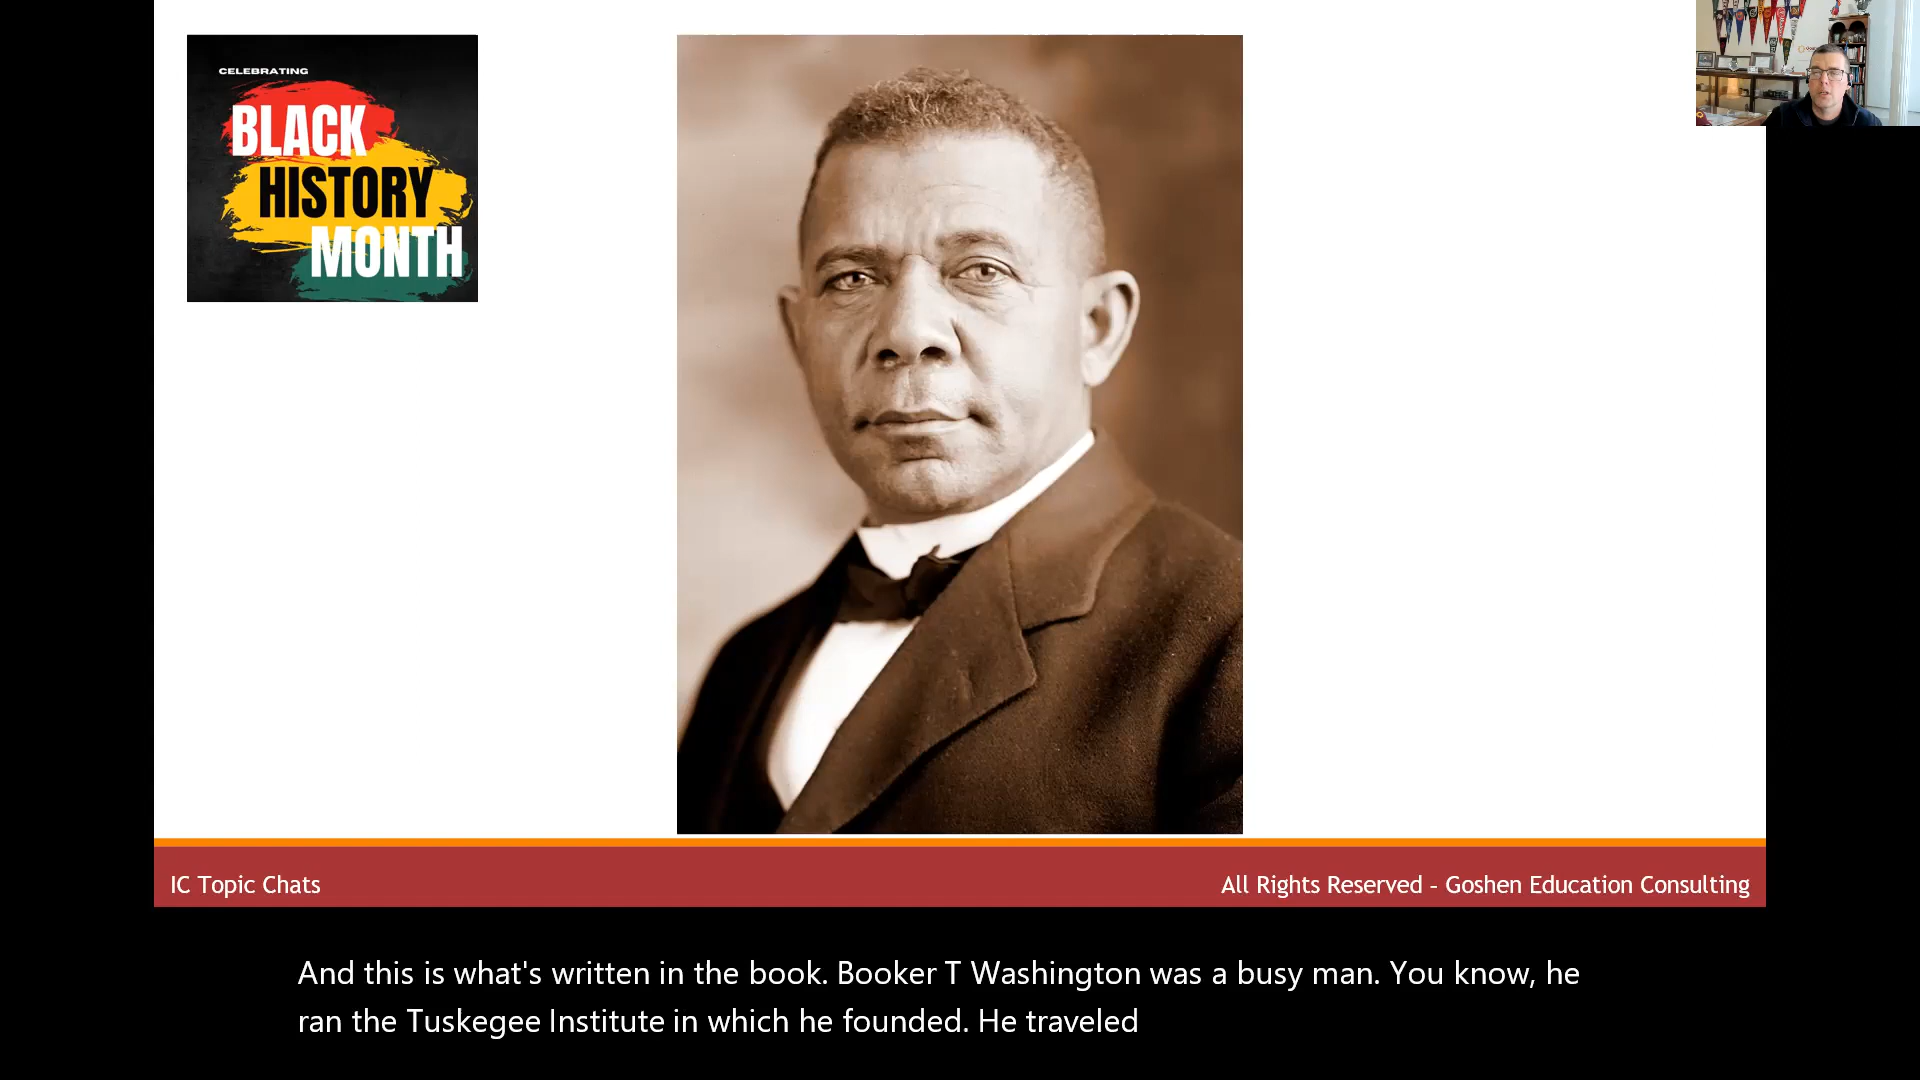 CELEBRATING
BLACK
HISTORY
MONTH
IC Topic Chats
All Rights Reserved - Goshen Education Consulting
And this is what's written in the book. Booker T Washington was a busy man. You know, he
ran the Tuskegee Institute in which he founded. He traveled